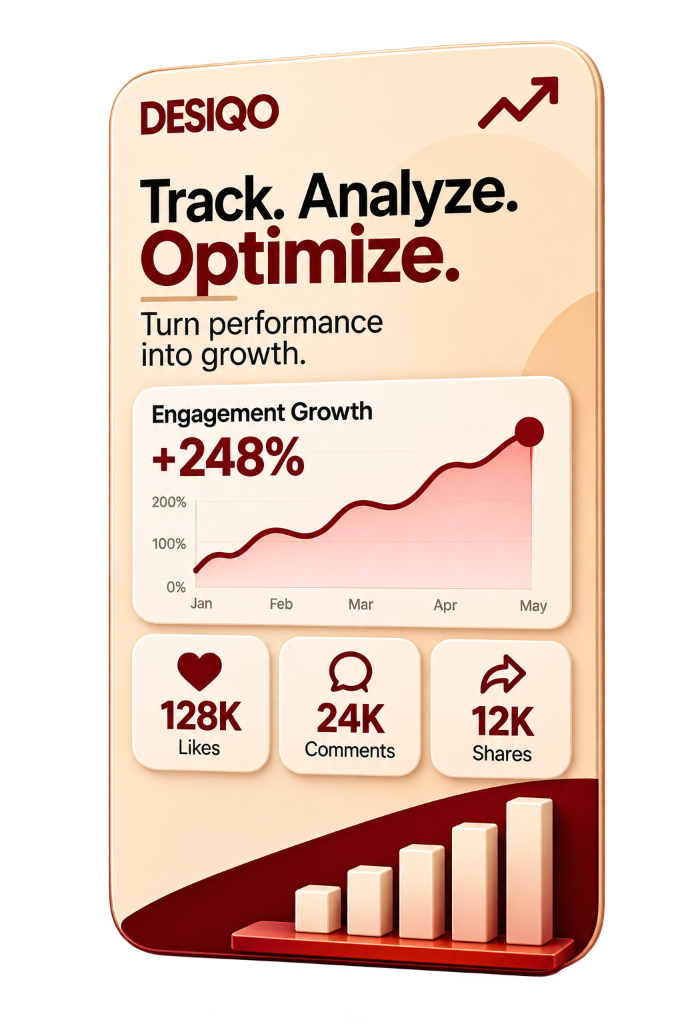 DESIQO
Track. Analyze.
Optimize.
Turn performance
into growth.
Engagement Growth
+248%
200%
100%
0%
Jan Feb Mar Apr May
128K
Likes
24K
Comments
12K
Shares